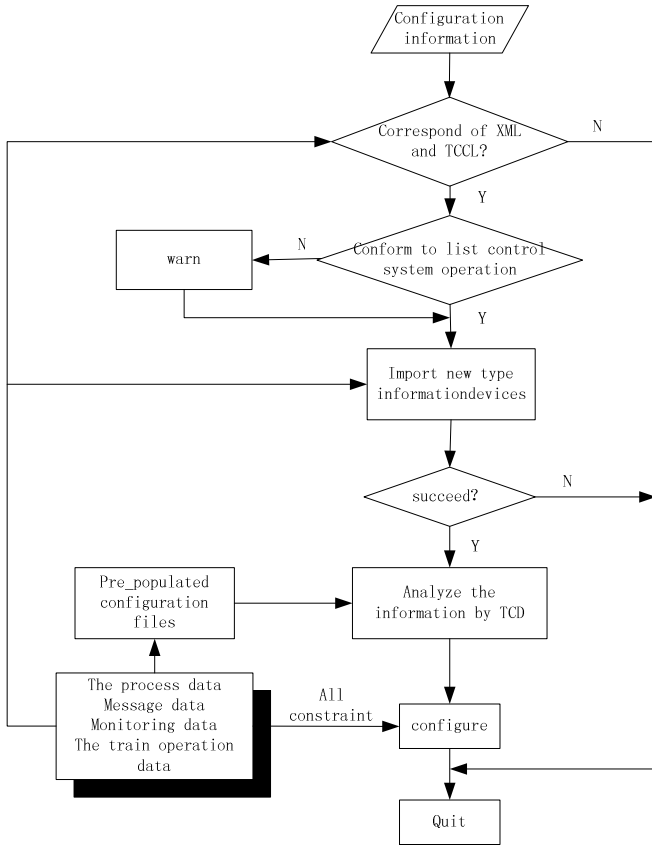 Configuration
information
Correspond of XML
and TCCL?
N
Y
Conform to list control
system operation
N
warn
Y
Import new type
informationdevices
succeed?
N
Y
Pre_populated
configuration
files
Analyze the
information by TCD
The process data
Message data
Monitoring data
The train operation
data
All
constraint
configure
Quit